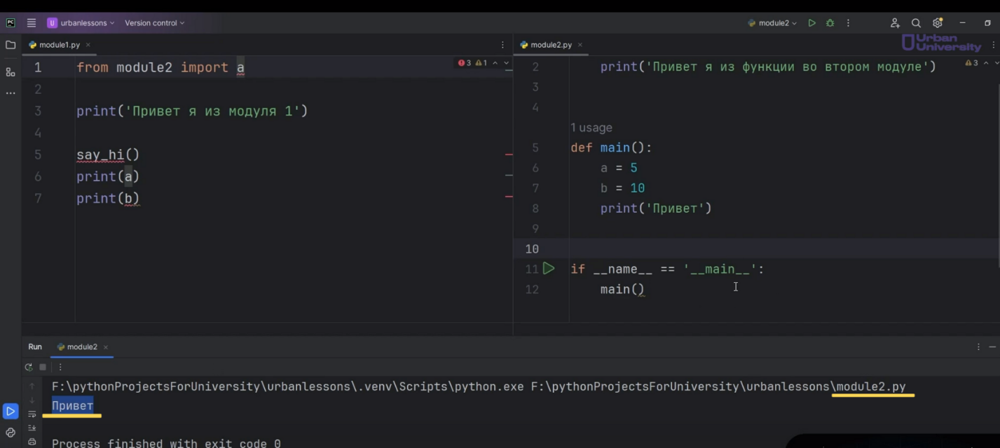 PC U urbanlessons Version control module2
module1.py
module2.py Urban University
1 from module2 import a
3 1
2
3 print('Привет я из модуля 1')
4
5 say_hi()
6 print(a)
7 print(b)
2 print('Привет я из функции во втором модуле')
3
3
4
1 usage
5 def main():
6 a = 5
7 b = 10
8 print('Привет')
9
10
11 if __name__ == '__main__':
12 main()
Run module2
F:\pythonProjectsForUniversity\urbanlessons\.venv\Scripts\python.exe F:\pythonProjectsForUniversity\urbanlessons\module2.py
Привет
Process finished with exit code 0